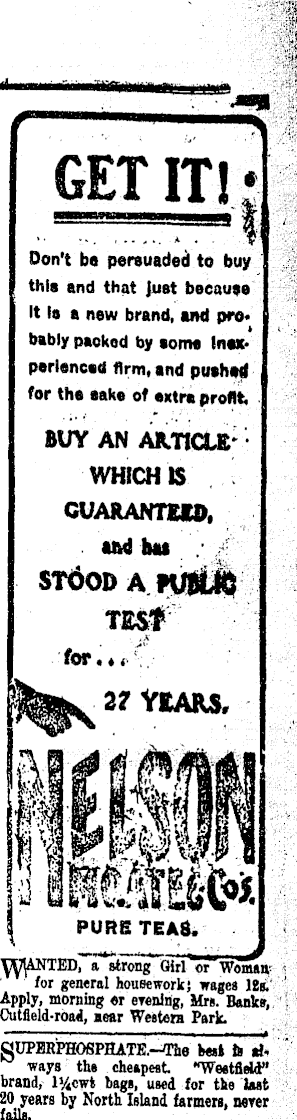 GET IT!
Don't be persuaded to buy
this and that just because
it is a new brand, and pro-
bably packed by some inex-
perienced firm, and pushed
for the sake of extra profit.
BUY AN ARTICLE
WHICH IS
GUARANTEED,
and has
STOOD A PUBLIC
TEST
for...
27 YEARS.
NELSON
MOATE & Co's.
PURE TEAS.
WANTED, a strong Girl or Woman
for general housework; wages 12s.
Apply, morning or evening, Mrs. Banks,
Cutfield-road, near Western Park.
SUPERPHOSPHATE.—The best is al-
ways the cheapest. "Westfield"
brand, 1¼cwt bags, used for the last
20 years by North Island farmers, never
fails.